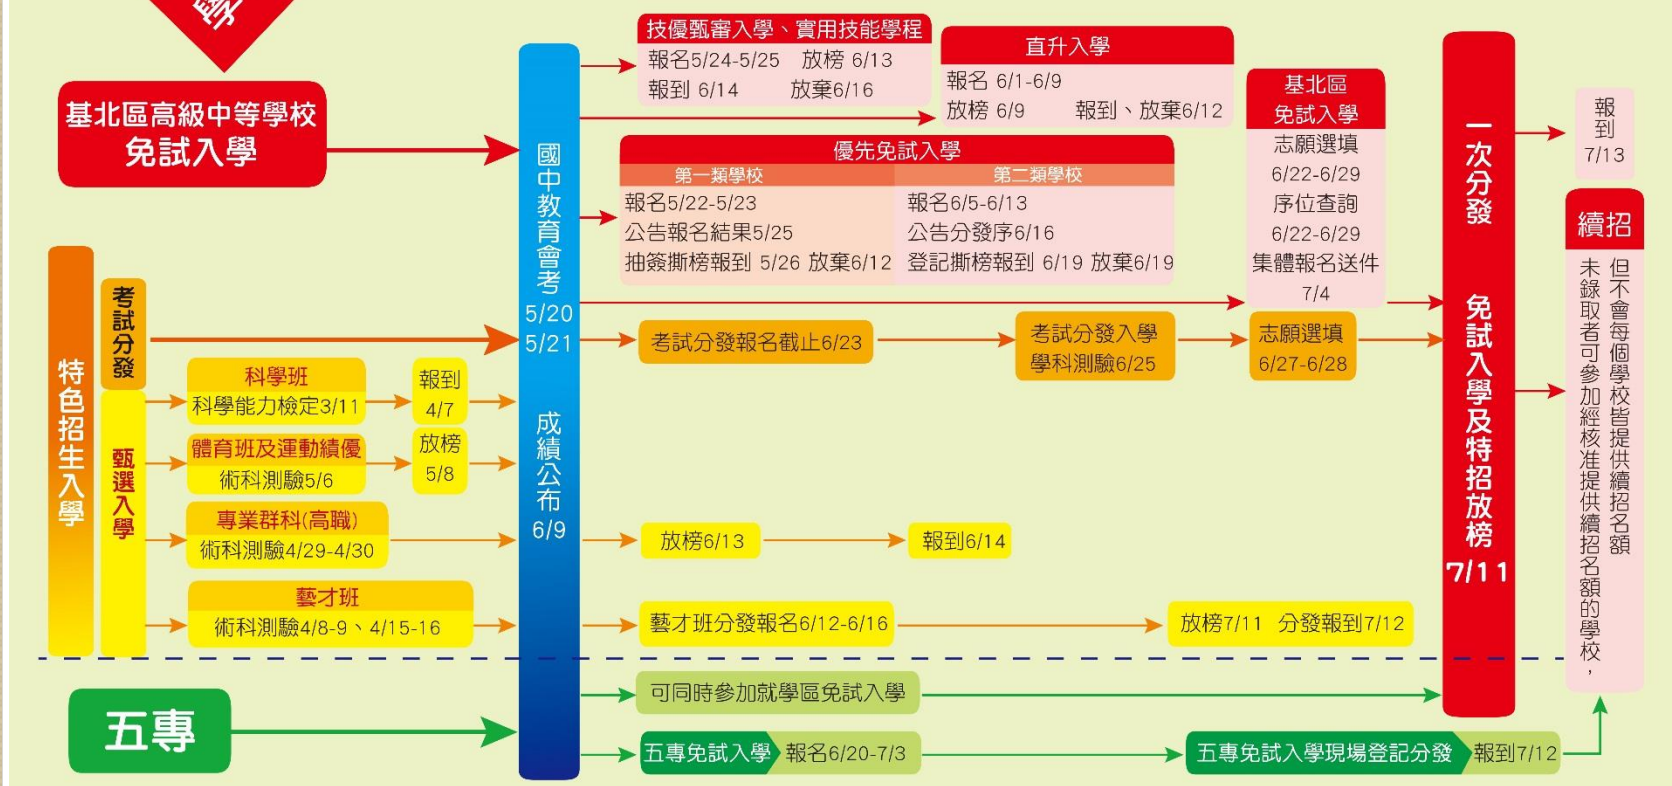 學
基北區高級中等學校
免試入學
特色招生入學
考試分發
甄選入學
科學班
科學能力檢定3/11
報到
4/7
體育班及運動績優
術科測驗5/6
放榜
5/8
專業群科(高職)
術科測驗4/29-4/30
藝才班
術科測驗4/8-9、4/15-16
五專
國中教育會考
5/20
5/21
成績公布
6/9
技優甄審入學、實用技能學程
報名5/24-5/25 放榜 6/13
報到 6/14 放棄6/16
直升入學
報名 6/1-6/9
放榜 6/9 報到、放棄6/12
優先免試入學
第一類學校
報名5/22-5/23
公告報名結果5/25
抽簽撕榜報到 5/26 放棄6/12
第二類學校
報名6/5-6/13
公告分發序6/16
登記撕榜報到 6/19 放棄6/19
基北區
免試入學
志願選填
6/22-6/29
序位查詢
6/22-6/29
集體報名送件
7/4
考試分發報名截止6/23
考試分發入學
學科測驗6/25
志願選填
6/27-6/28
放榜6/13
報到6/14
藝才班分發報名6/12-6/16
放榜7/11 分發報到7/12
可同時參加就學區免試入學
五專免試入學 報名6/20-7/3
五專免試入學現場登記分發 報到7/12
一次分發
免試入學及特招放榜
7/11
報到
7/13
續招
未錄取者可參加經核准提供續招名額的學校，
但不會每個學校皆提供續招名額